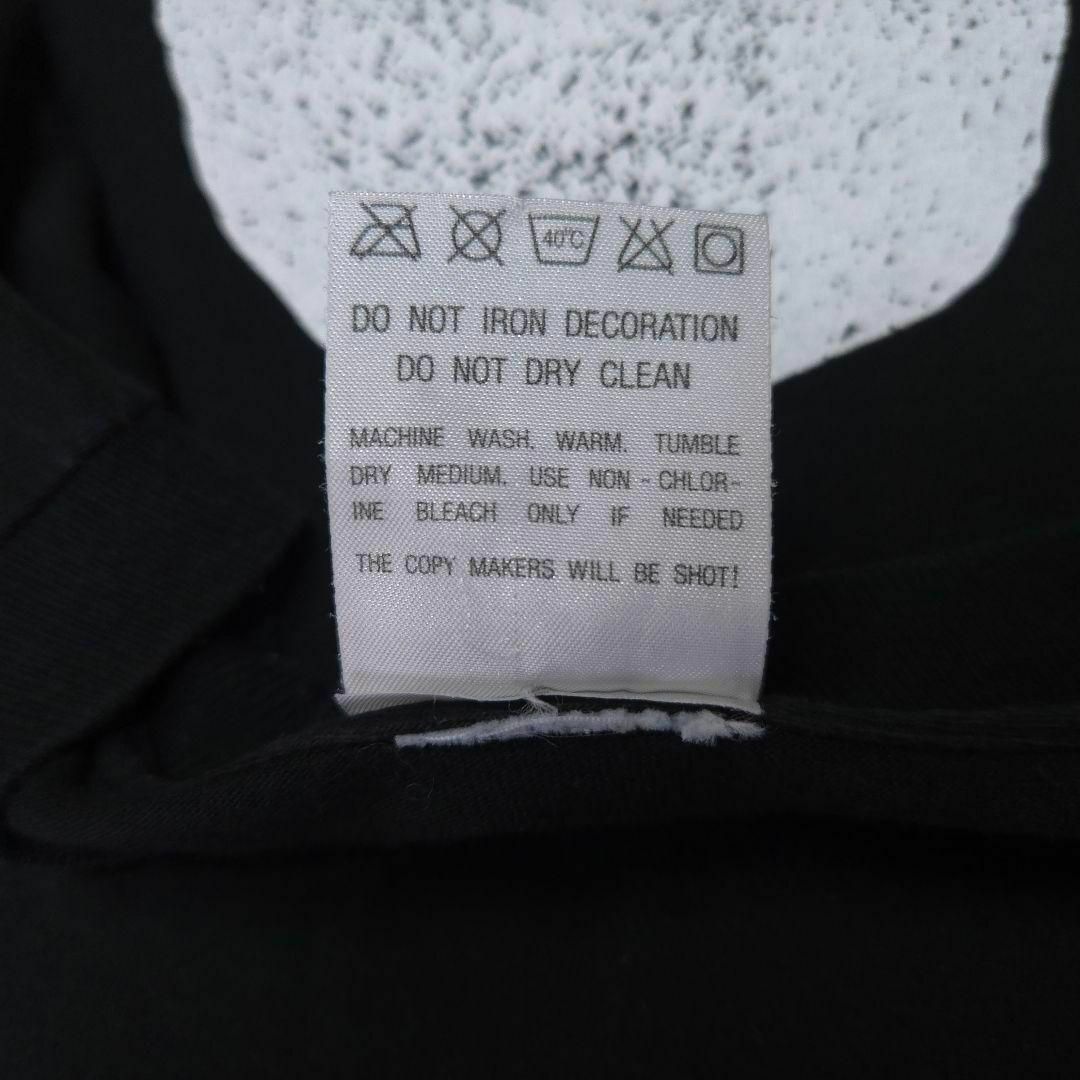 40°C
DO NOT IRON DECORATION
DO NOT DRY CLEAN
MACHINE WASH. WARM. TUMBLE
DRY MEDIUM. USE NON - CHLOR-
INE BLEACH ONLY IF NEEDED
THE COPY MAKERS WILL BE SHOT!